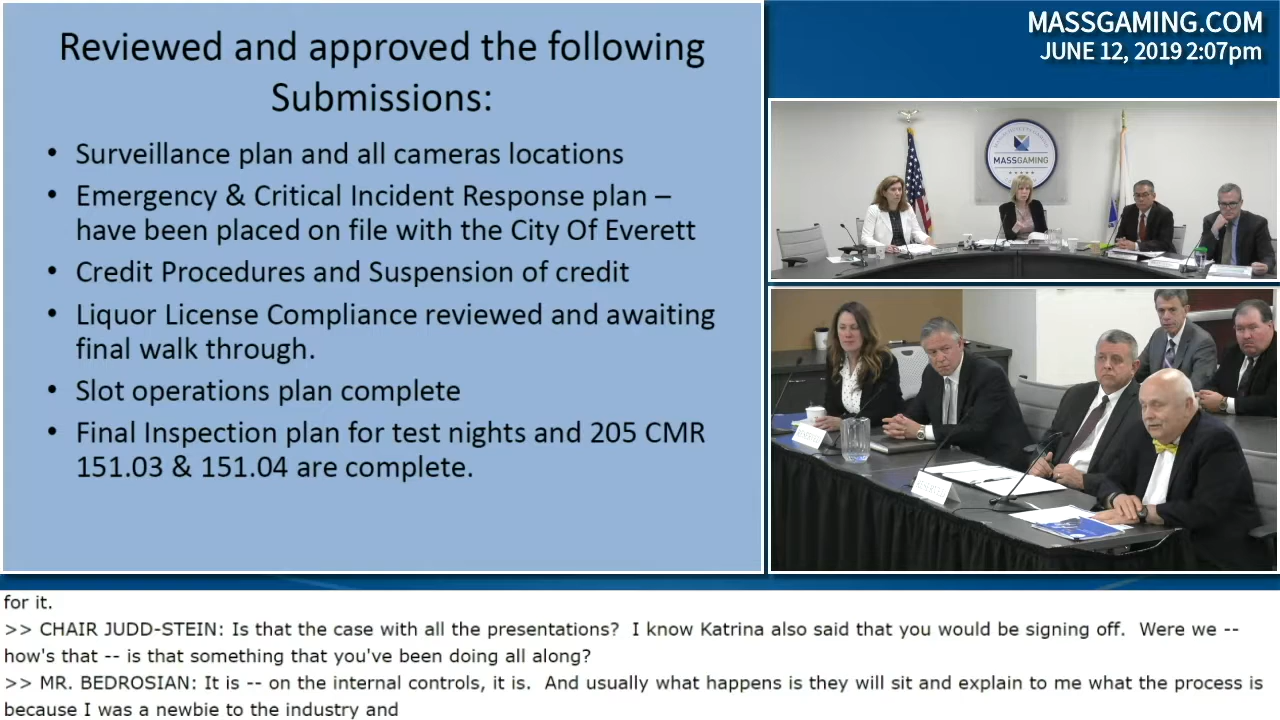 Reviewed and approved the following
Submissions:
• Surveillance plan and all cameras locations
• Emergency & Critical Incident Response plan –
have been placed on file with the City Of Everett
• Credit Procedures and Suspension of credit
• Liquor License Compliance reviewed and awaiting
final walk through.
• Slot operations plan complete
• Final Inspection plan for test nights and 205 CMR
151.03 & 151.04 are complete.
MASSGAMING.COM
JUNE 12, 2019 2:07pm
MASSGAMING
for it.
>> CHAIR JUDD-STEIN: Is that the case with all the presentations?  I know Katrina also said that you would be signing off.  Were we --
how's that -- is that something that you've been doing all along?
>> MR. BEDROSIAN: It is -- on the internal controls, it is.  And usually what happens is they will sit and explain to me what the process is
because I was a newbie to the industry and